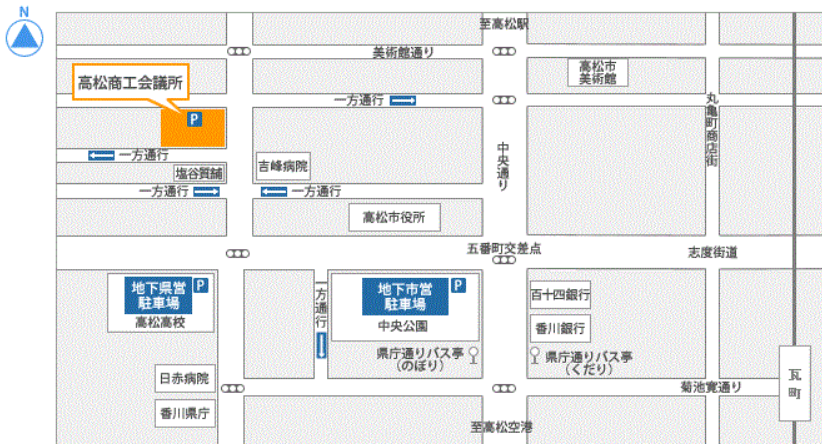 N
至高松駅
美術館通り
高松市
美術館
高松商工会議所
P
一方通行
丸亀町商店街
一方通行
中央通り
吉峰病院
塩谷質舗
一方通行
一方通行
高松市役所
五番町交差点
志度街道
地下県営
駐車場
P
高松高校
一方通行
地下市営
駐車場
P
中央公園
百十四銀行
香川銀行
県庁通りバス亭
(のぼり)
県庁通りバス亭
(くだり)
瓦町
日赤病院
菊池寛通り
香川県庁
至高松空港